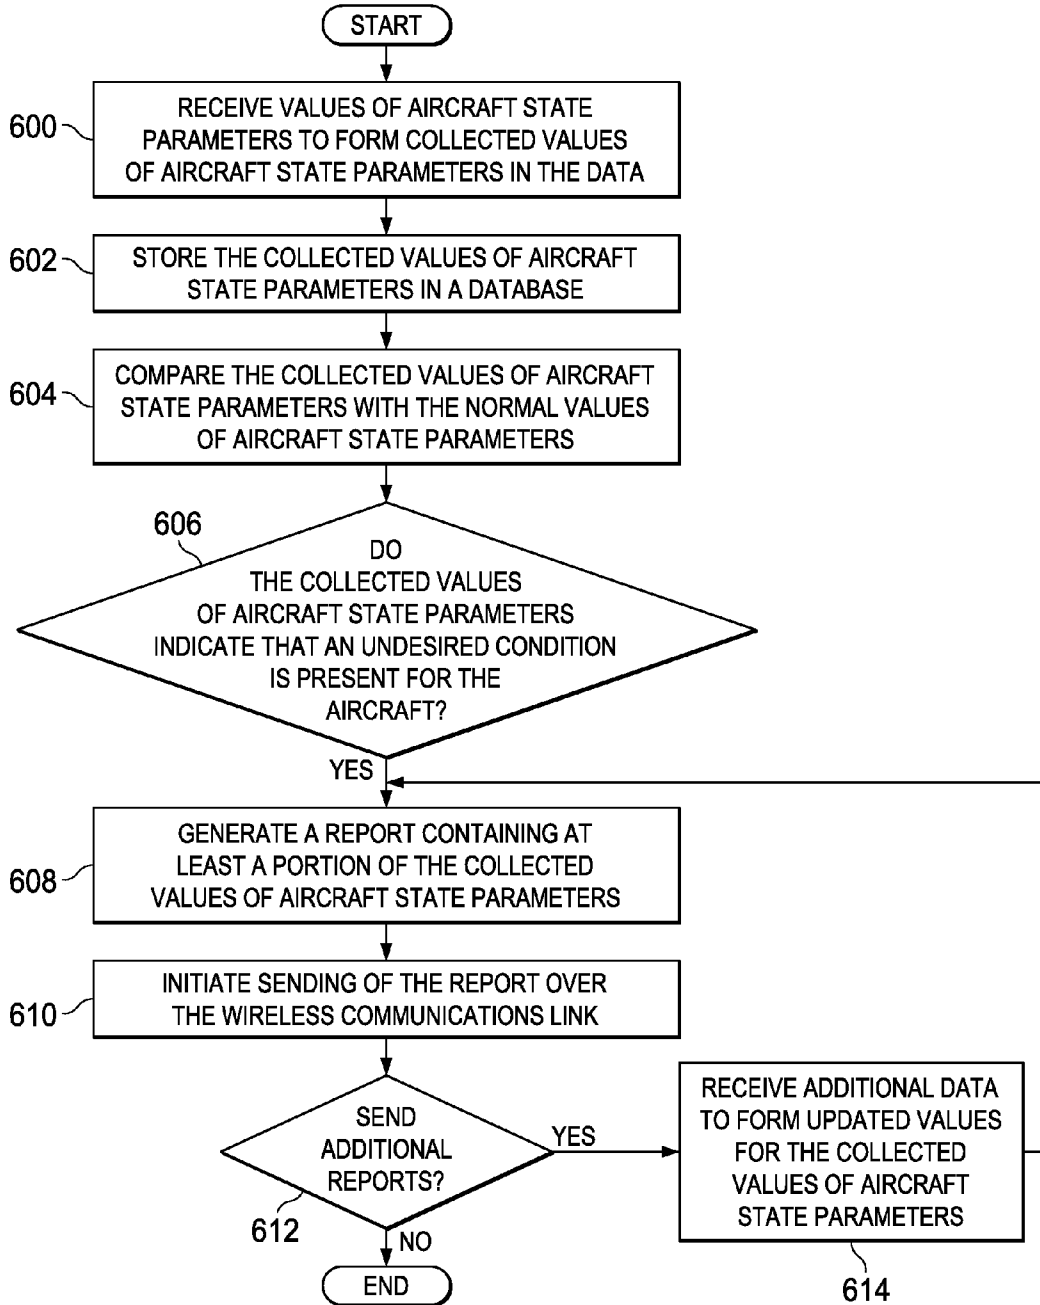 START
600
RECEIVE VALUES OF AIRCRAFT STATE
PARAMETERS TO FORM COLLECTED VALUES
OF AIRCRAFT STATE PARAMETERS IN THE DATA
602
STORE THE COLLECTED VALUES OF AIRCRAFT
STATE PARAMETERS IN A DATABASE
604
COMPARE THE COLLECTED VALUES OF AIRCRAFT
STATE PARAMETERS WITH THE NORMAL VALUES
OF AIRCRAFT STATE PARAMETERS
606
DO
THE COLLECTED VALUES
OF AIRCRAFT STATE PARAMETERS
INDICATE THAT AN UNDESIRED CONDITION
IS PRESENT FOR THE
AIRCRAFT?
YES
608
GENERATE A REPORT CONTAINING AT
LEAST A PORTION OF THE COLLECTED
VALUES OF AIRCRAFT STATE PARAMETERS
610
INITIATE SENDING OF THE REPORT OVER
THE WIRELESS COMMUNICATIONS LINK
SEND
ADDITIONAL
REPORTS?
612
YES
RECEIVE ADDITIONAL DATA
TO FORM UPDATED VALUES
FOR THE COLLECTED
VALUES OF AIRCRAFT
STATE PARAMETERS
614
NO
END